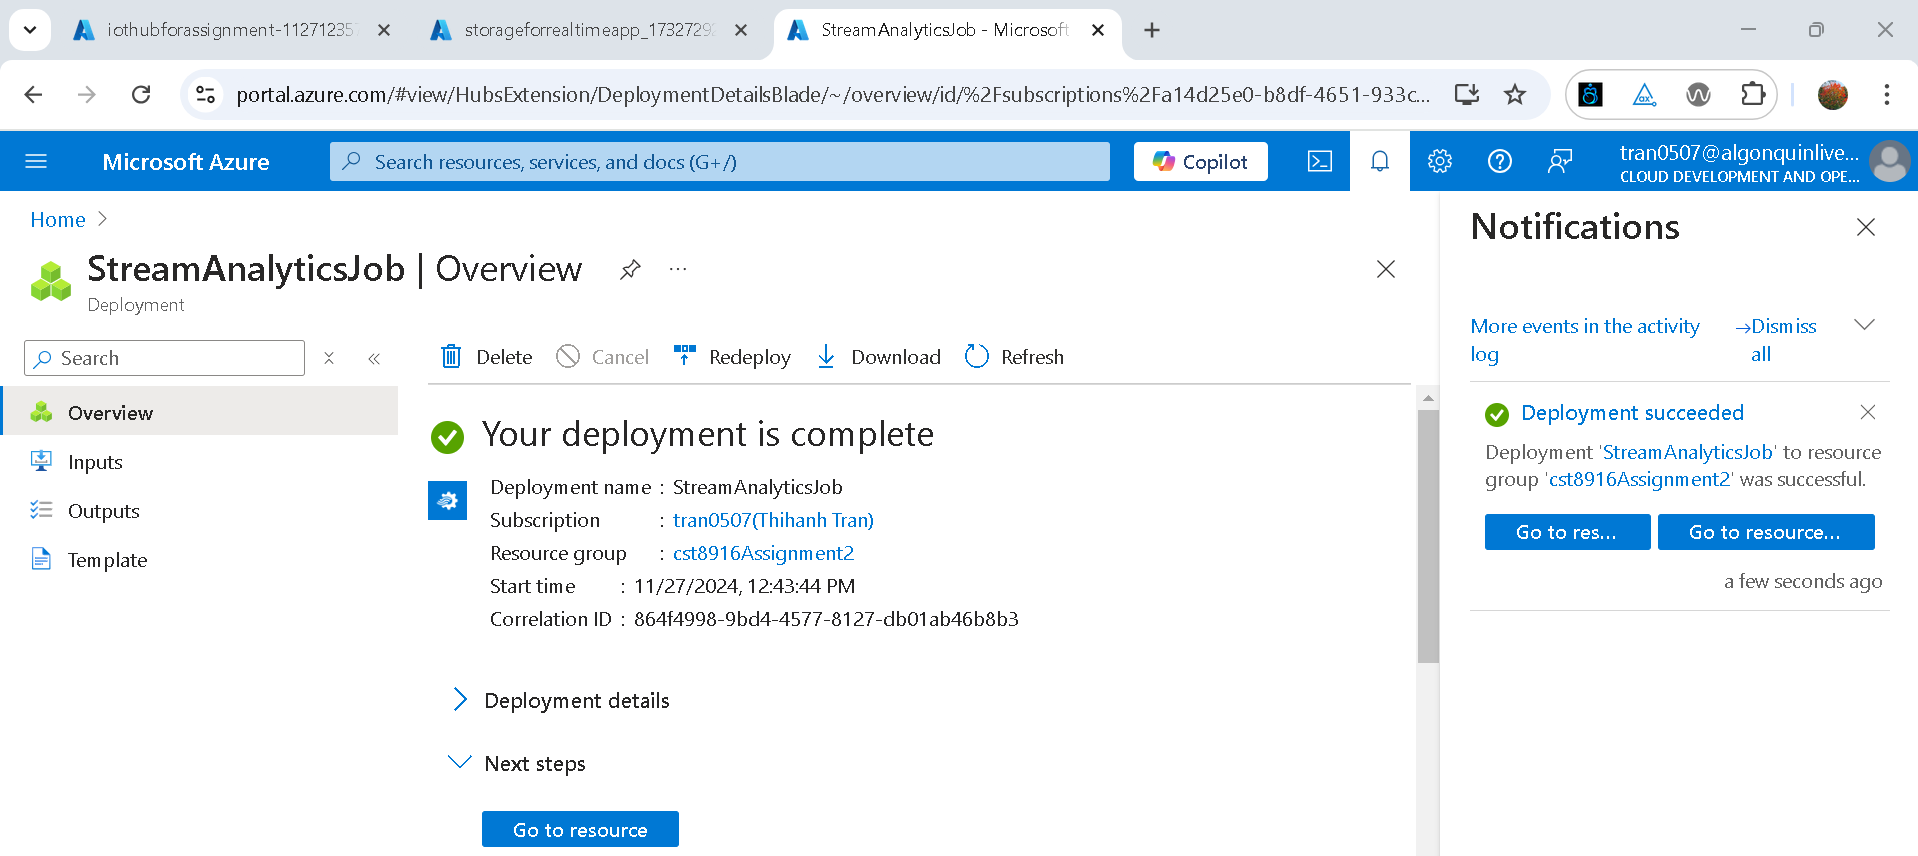 iothubforassignment-11271235
storageforrealtimeapp_1732729
StreamAnalyticsJob - Microsoft
portal.azure.com/#view/HubsExtension/DeploymentDetailsBlade/~/overview/id/%2Fsubscriptions%2Fa14d25e0-b8df-4651-933c...
Microsoft Azure
Search resources, services, and docs (G+/)
Copilot
tran0507@algonquinlive...
CLOUD DEVELOPMENT AND OPE...
Home
StreamAnalyticsJob | Overview
Deployment
Search
Overview
Inputs
Outputs
Template
Delete
Cancel
Redeploy
Download
Refresh
Your deployment is complete
Deployment name : StreamAnalyticsJob
Subscription : tran0507(Thihanh Tran)
Resource group : cst8916Assignment2
Start time : 11/27/2024, 12:43:44 PM
Correlation ID : 864f4998-9bd4-4577-8127-db01ab46b8b3
Deployment details
Next steps
Go to resource
Notifications
More events in the activity log
Dismiss all
Deployment succeeded
Deployment 'StreamAnalyticsJob' to resource
group 'cst8916Assignment2' was successful.
Go to res...
Go to resource...
a few seconds ago